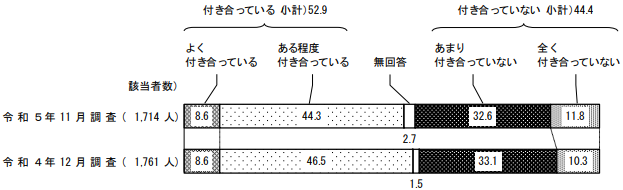 付き合っている（小計）52.9　付き合っていない（小計）44.4
よく　ある程度　あまり　全く
付き合っている　付き合っている　無回答　付き合っていない　付き合っていない
該当者数）
令和５年11月調査（ 1,714 人）　8.6　44.3　32.6　11.8
2.7
令和４年12月調査（ 1,761 人）　8.6　46.5　33.1　10.3
1.5